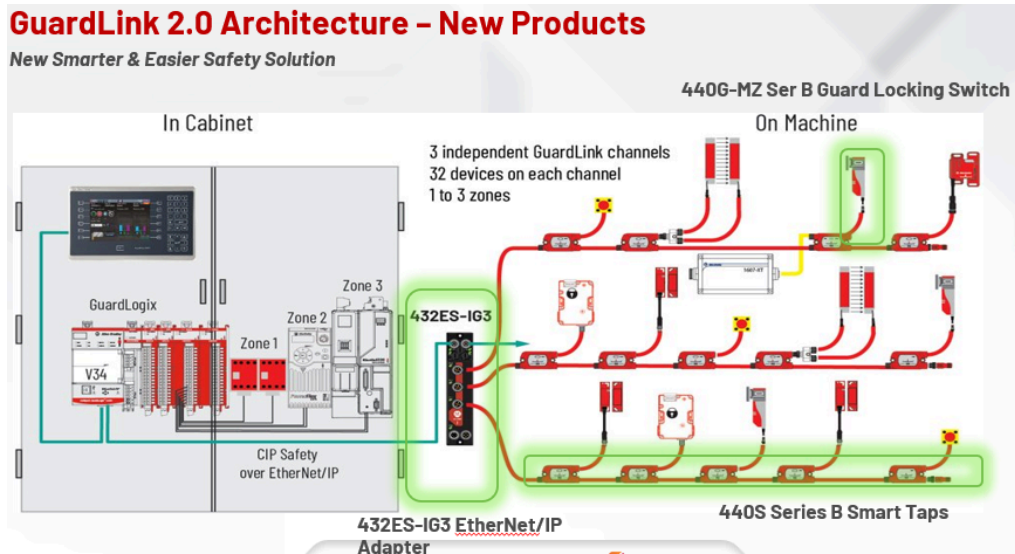 GuardLink 2.0 Architecture – New Products
New Smarter & Easier Safety Solution
440G-MZ Ser B Guard Locking Switch
In Cabinet
On Machine
3 independent GuardLink channels
32 devices on each channel
1 to 3 zones
1607-XT
GuardLogix
Zone 3
Zone 2
Zone 1
432ES-IG3
V34
CIP Safety
over EtherNet/IP
432ES-IG3 EtherNet/IP
Adapter
440S Series B Smart Taps